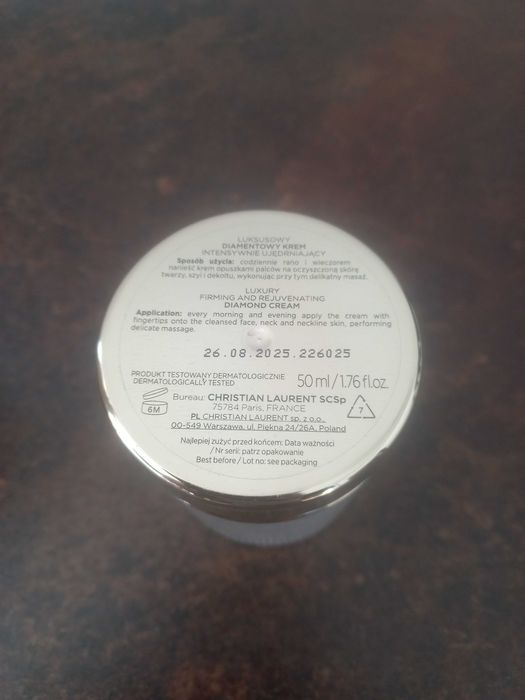 LUKSUSOWY
DIAMENTOWY KREM
INTENSYWNIE UJĘDRNIAJĄCY
Sposób użycia: codziennie rano i wieczorem
nanieść krem opuszkami palców na oczyszczoną skórę
twarzy, szyi i dekoltu, wykonując przy tym delikatny masaż.
LUXURY
FIRMING AND REJUVENATING
DIAMOND CREAM
Application: every morning and evening apply the cream with
fingertips onto the cleansed face, neck and neckline skin, performing
delicate massage.
26.08.2025.226025
PRODUKT TESTOWANY DERMATOLOGICZNIE
DERMATOLOGICALLY TESTED
50 ml / 1.76 fl.oz.
6M
Bureau: CHRISTIAN LAURENT SCSp
75784 Paris, FRANCE
PL CHRISTIAN LAURENT sp. z o.o.,
00-549 Warszawa, ul. Piękna 24/26A, Poland
7
Najlepiej zużyć przed końcem: Data ważności
/ Nr serii: patrz opakowanie
Best before / Lot no: see packaging